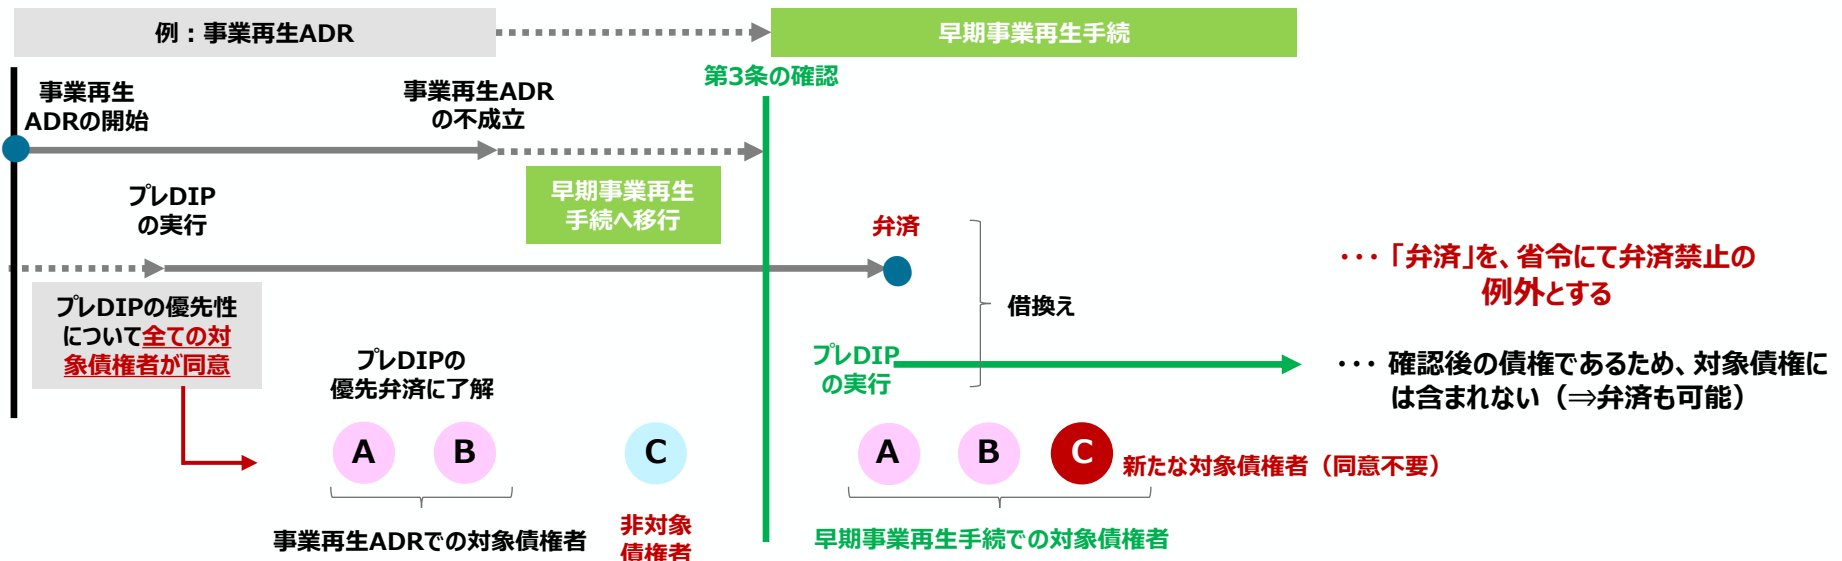 例：事業再生ADR
早期事業再生手続
第3条の確認
事業再生
ADRの開始
事業再生ADR
の不成立
早期事業再生
手続へ移行
プレDIP
の実行
弁済
・・・「弁済」を、省令にて弁済禁止の
例外とする
プレDIPの優先性
について全ての対
象債権者が同意
借換え
プレDIPの
優先弁済に了解
プレDIP
の実行
・・・ 確認後の債権であるため、対象債権に
は含まれない（⇒弁済も可能）
A
B
C
A
B
C
新たな対象債権者（同意不要）
事業再生ADRでの対象債権者
非対象
債権者
早期事業再生手続での対象債権者